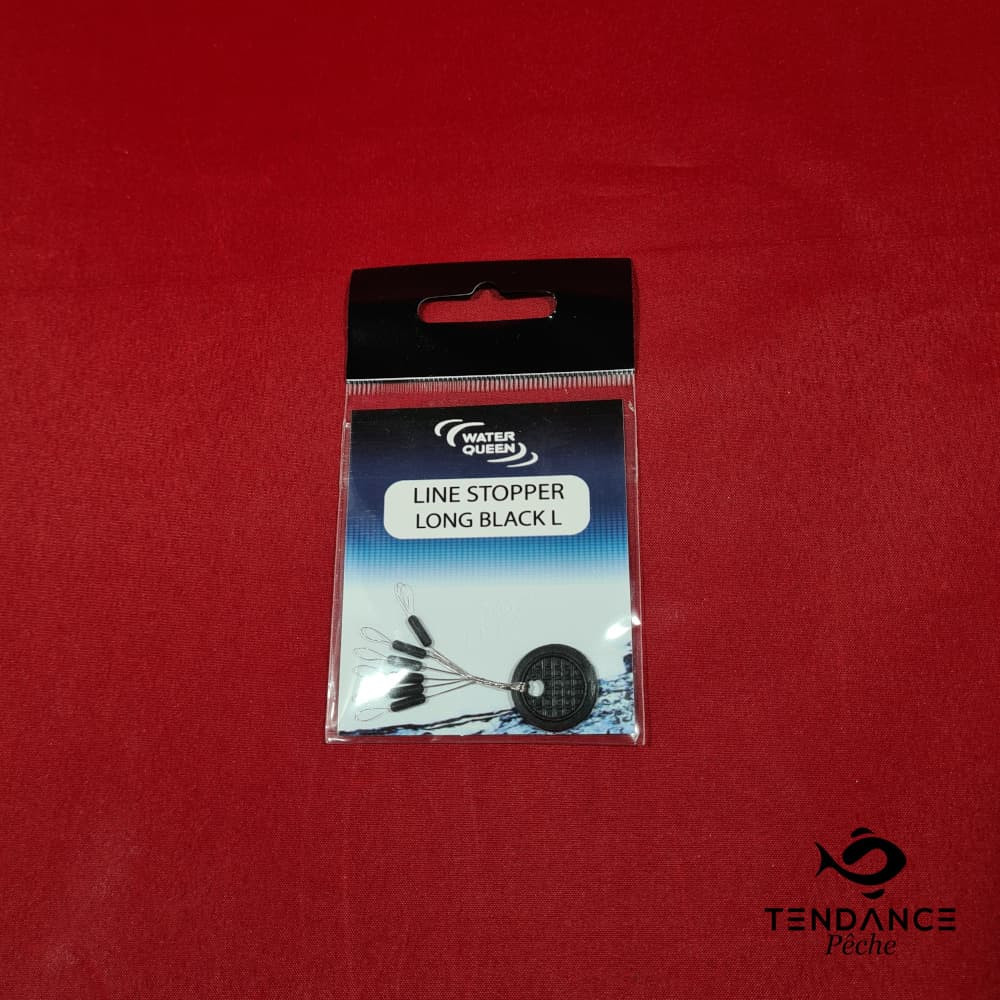 WATER
QUEEN
LINE STOPPER
LONG BLACK L
TENDANCE
Pêche